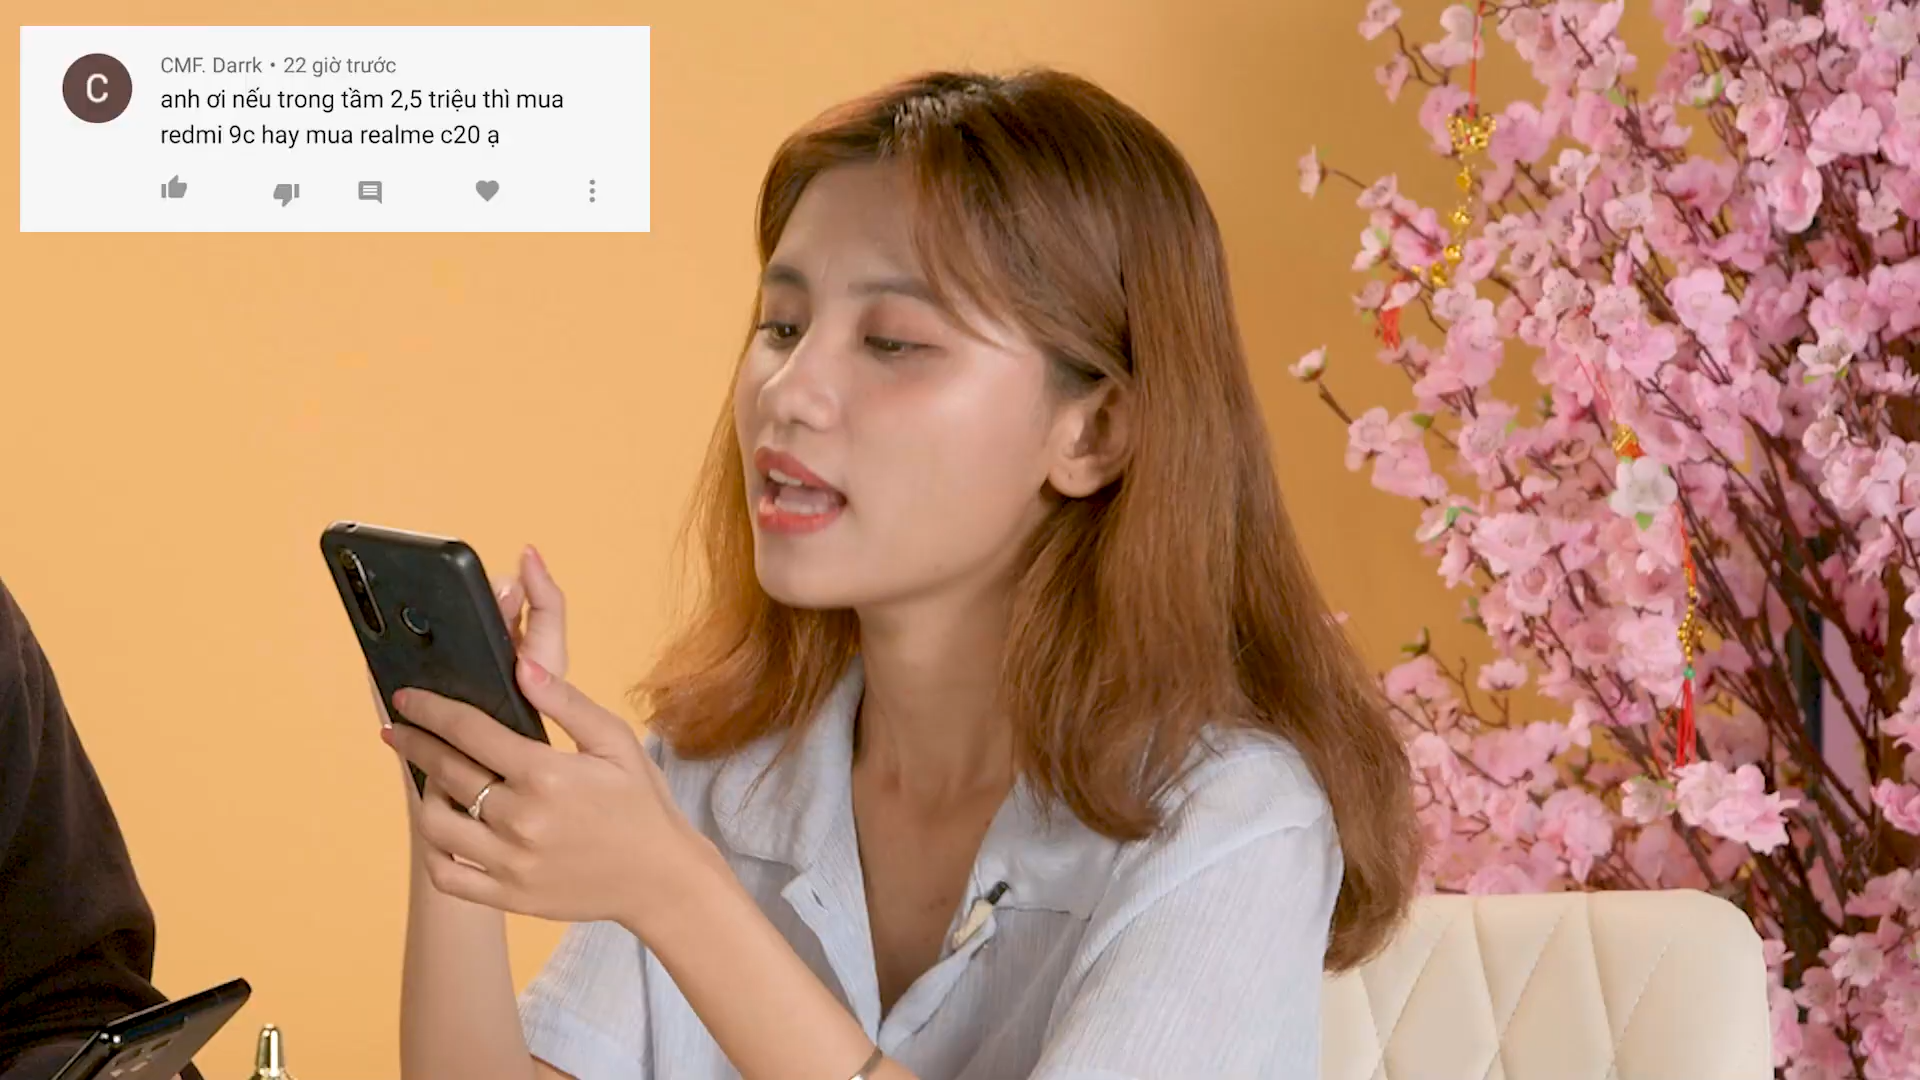 C
CMF. Darrk • 22 giờ trước
anh ơi nếu trong tầm 2,5 triệu thì mua
redmi 9c hay mua realme c20 ạ